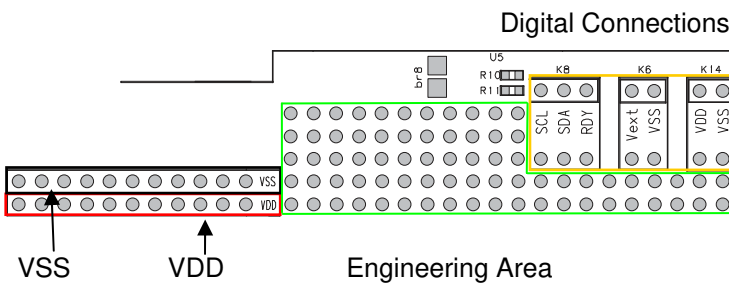 Digital Connections
U5
br8
R10
R11
K8
K6
K14
SCL
SDA
RDY
Vext
VSS
VDD
VSS
VSS
VDD
VSS
VDD
Engineering Area